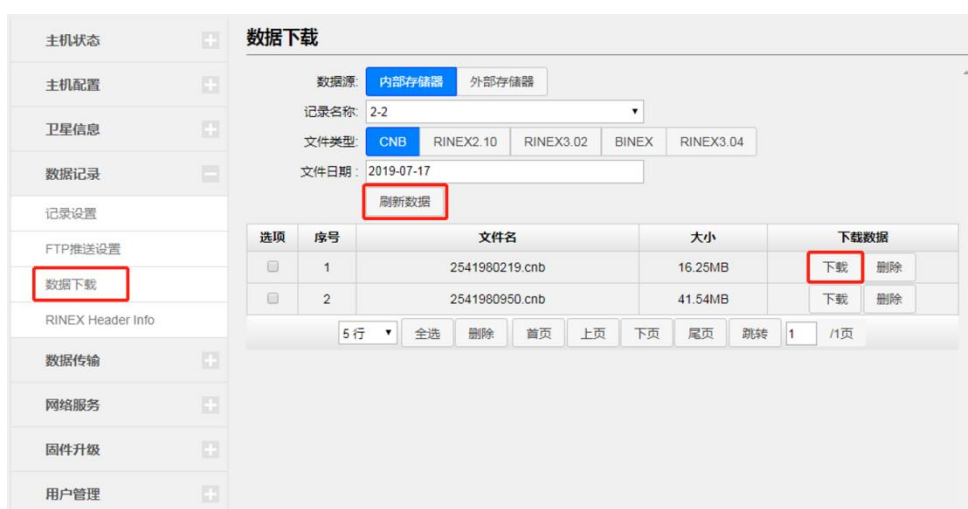 主机状态
主机配置
卫星信息
数据记录
记录设置
FTP推送设置
数据下载
RINEX Header Info
数据传输
网络服务
固件升级
用户管理
数据下载
数据源: 内部存储器 外部存储器
记录名称: 2-2
文件类型: CNB RINEX2.10 RINEX3.02 BINEX RINEX3.04
文件日期 : 2019-07-17
刷新数据
选项 序号 文件名 大小 下载数据
1 2541980219.cnb 16.25MB 下载 删除
2 2541980950.cnb 41.54MB 下载 删除
5 行 全选 删除 首页 上页 下页 尾页 跳转 1 /1页